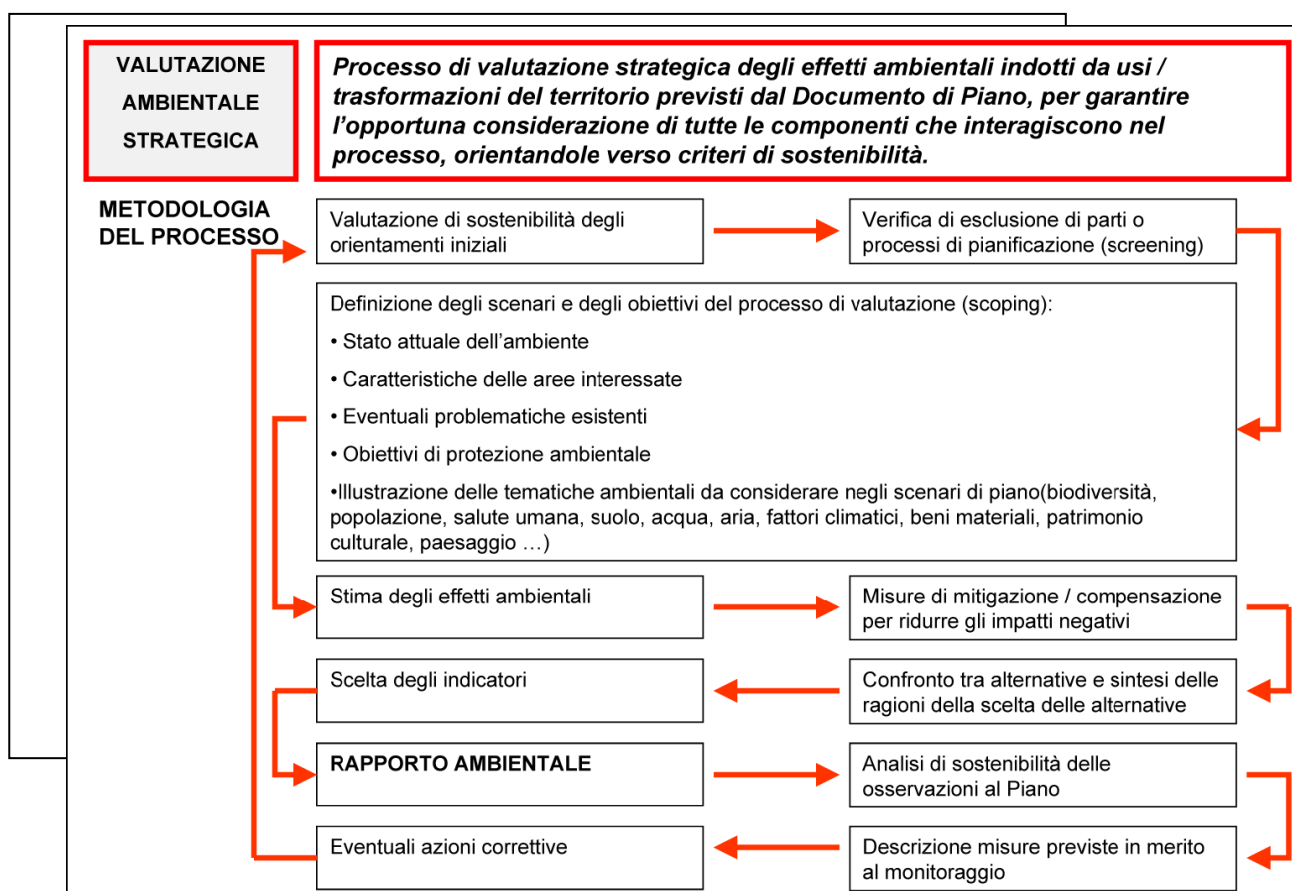 VALUTAZIONE
AMBIENTALE
STRATEGICA
Processo di valutazione strategica degli effetti ambientali indotti da usi /
trasformazioni del territorio previsti dal Documento di Piano, per garantire
l’opportuna considerazione di tutte le componenti che interagiscono nel
processo, orientandole verso criteri di sostenibilità.
METODOLOGIA
DEL PROCESSO
Valutazione di sostenibilità degli
orientamenti iniziali
Verifica di esclusione di parti o
processi di pianificazione (screening)
Definizione degli scenari e degli obiettivi del processo di valutazione (scoping):
• Stato attuale dell’ambiente
• Caratteristiche delle aree interessate
• Eventuali problematiche esistenti
• Obiettivi di protezione ambientale
•Illustrazione delle tematiche ambientali da considerare negli scenari di piano(biodiversità,
popolazione, salute umana, suolo, acqua, aria, fattori climatici, beni materiali, patrimonio
culturale, paesaggio …)
Stima degli effetti ambientali
Misure di mitigazione / compensazione
per ridurre gli impatti negativi
Scelta degli indicatori
Confronto tra alternative e sintesi delle
ragioni della scelta delle alternative
RAPPORTO AMBIENTALE
Analisi di sostenibilità delle
osservazioni al Piano
Eventuali azioni correttive
Descrizione misure previste in merito
al monitoraggio